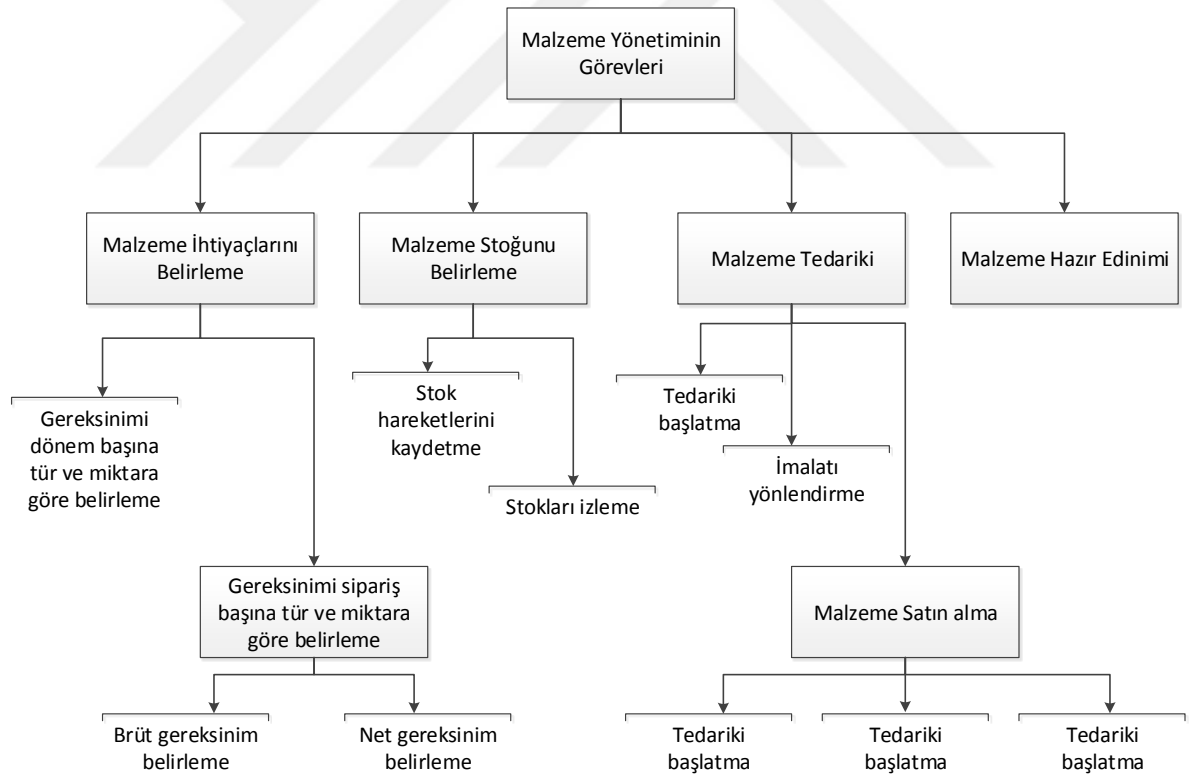 Malzeme Yönetiminin
Görevleri
Malzeme İhtiyaçlarını
Belirleme
Malzeme Stoğunu
Belirleme
Malzeme Tedariki
Malzeme Hazır Edinimi
Gereksinimi
dönem başına
tür ve miktara
göre belirleme
Stok
hareketlerini
kaydetme
Tedariki
başlatma
İmalatı
yönlendirme
Stokları izleme
Gereksinimi sipariş
başına tür ve miktara
göre belirleme
Malzeme Satın alma
Brüt gereksinim
belirleme
Net gereksinim
belirleme
Tedariki
başlatma
Tedariki
başlatma
Tedariki
başlatma